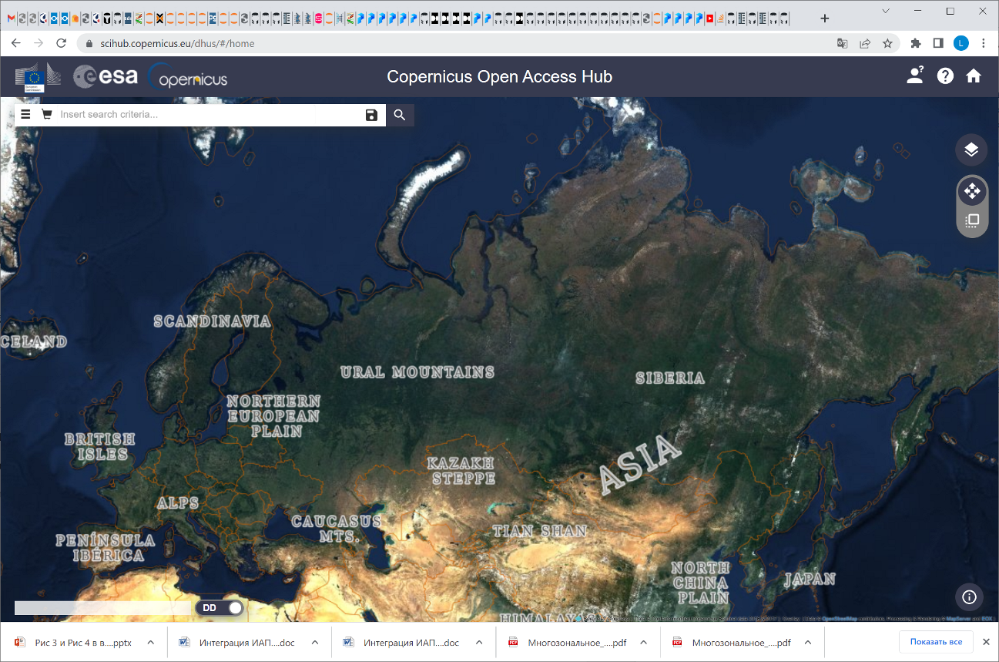 scihub.copernicus.eu/dhus/#/home
L
European
Commission
esa
opernicus
Copernicus Open Access Hub
Insert search criteria...
SCANDINAVIA
CELAND
URAL MOUNTAINS
SIBERIA
NORTHERN
EUROPEAN
PLAIN
BRITISH
ISLES
ASIA
KAZAKH
STEPPE
ALPS
CAUCASUS
MTS.
TIAN SHAN
PENÍNSULA
IBÉRICA
NORTH
CHINA
PLAIN
JAPAN
HIMALAY
DD
Рис 3 и Рис 4 в в....pptx
Интеграция ИАП....doc
Интеграция ИАП....doc
Многозональное_....pdf
Многозональное_....pdf
Показать все